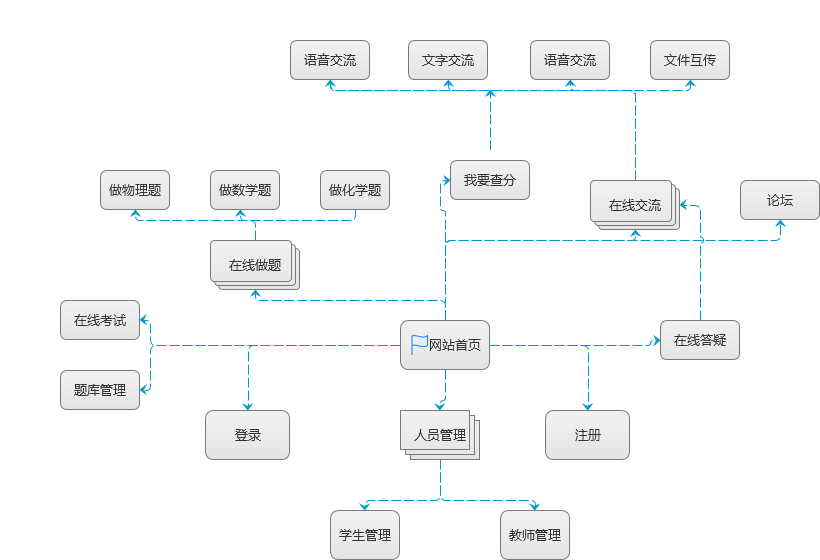 语音交流
文字交流
语音交流
文件互传
做物理题
做数学题
做化学题
我要查分
在线交流
论坛
在线做题
在线考试
网站首页
在线答疑
题库管理
登录
人员管理
注册
学生管理
教师管理